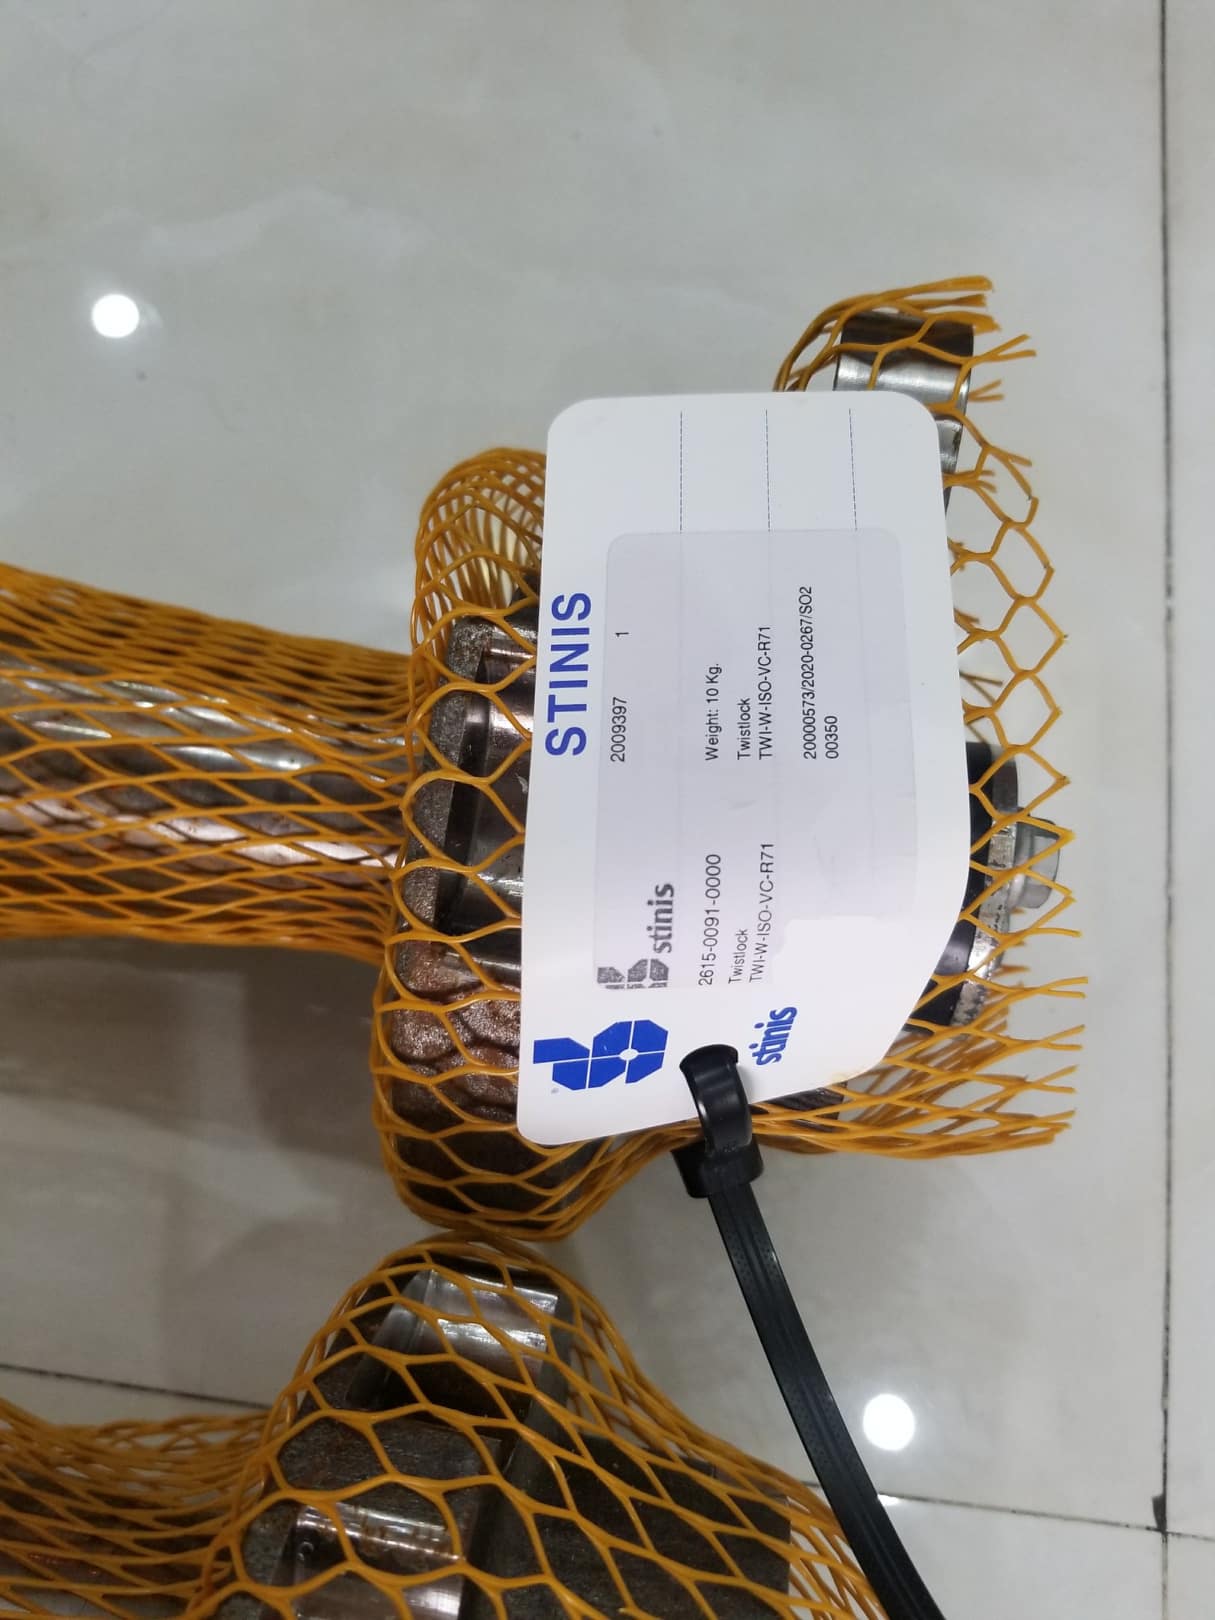 STINIS
stinis
stinis
2009397 1
2615-0091-0000 Weight: 10 Kg.
Twistlock Twistlock
TWI-W-ISO-VC-R71 TWI-W-ISO-VC-R71
20000573/2020-0267/SO2
00350